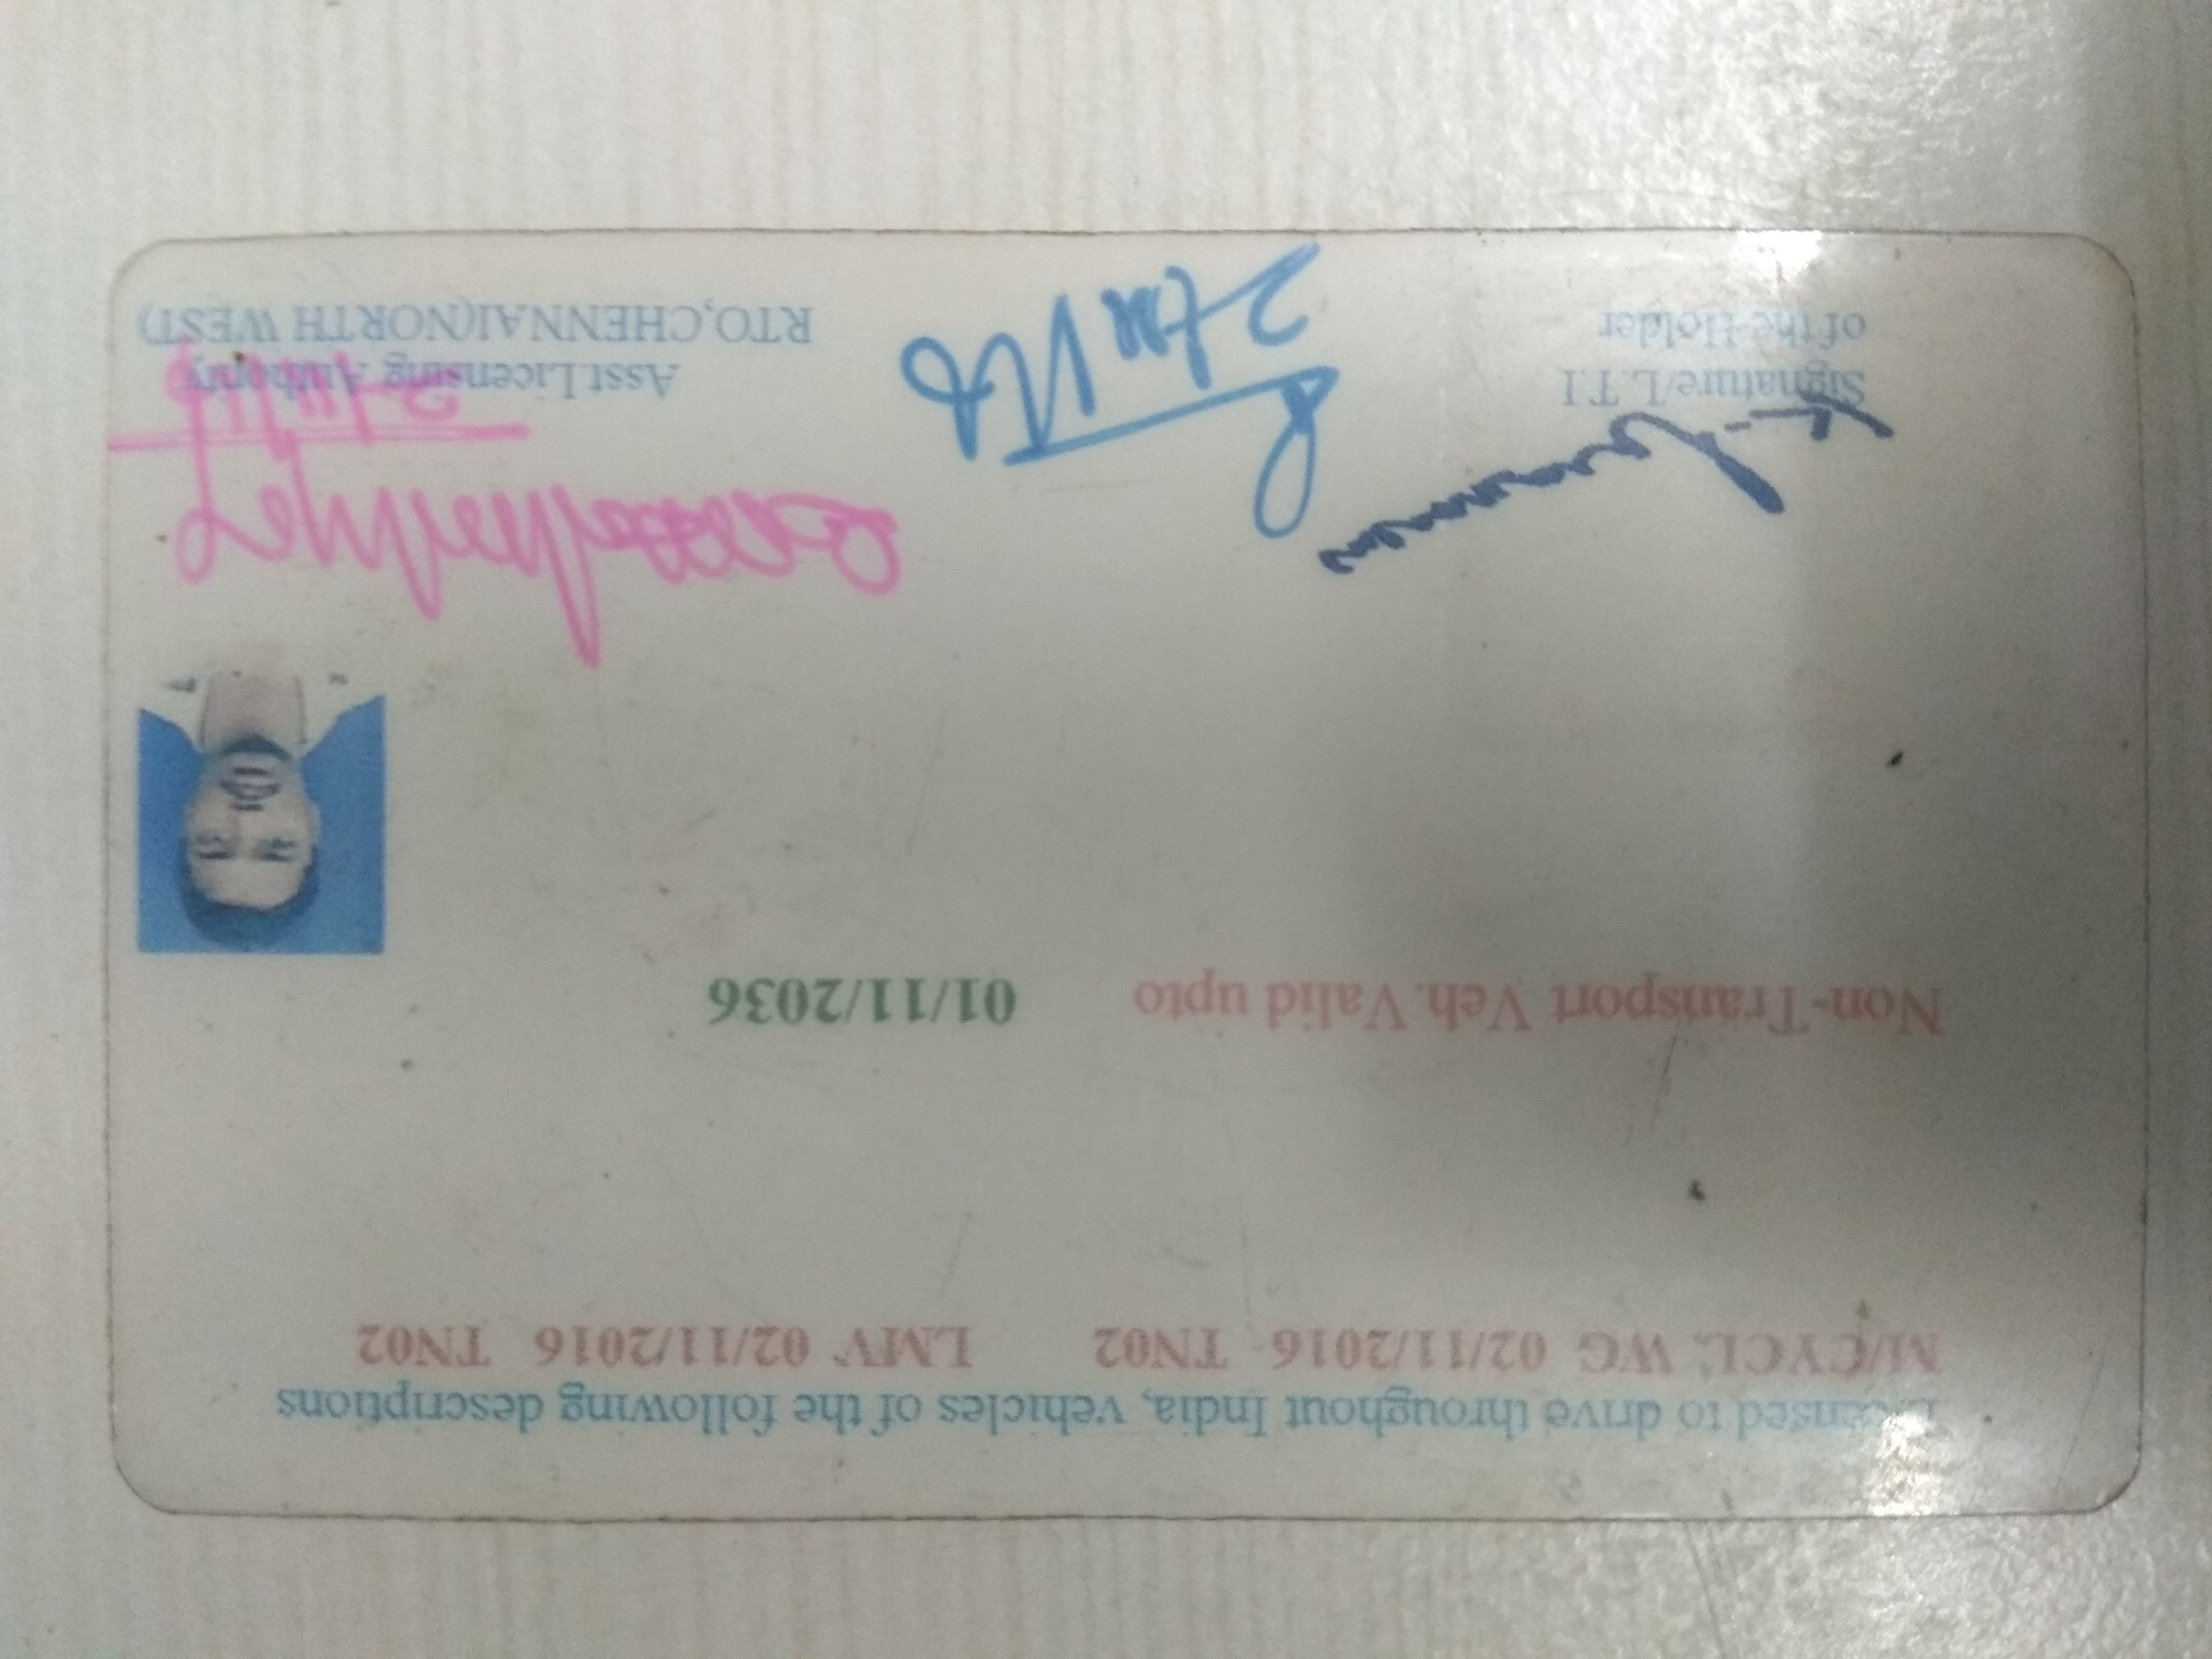 Licensed to drive throughout India, vehicles of the following descriptions
M/CYCL. WG 02/11/2016 TN02 LMV 02/11/2016 TN02
Non-Transport Veh. Valid upto 01/11/2036
Signature/L.T.I
of the Holder
Asst.Licensing Authority
RTO,CHENNAI(NORTH WEST)